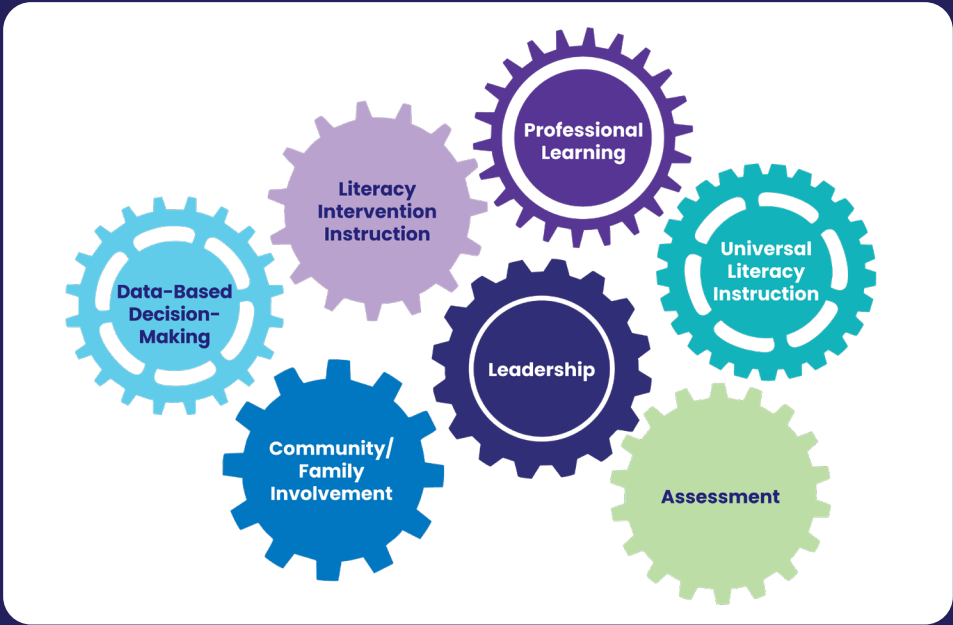 Professional
Learning
Literacy
Intervention
Instruction
Universal
Literacy
Instruction
Data-Based
Decision-
Making
Leadership
Community/
Family
Involvement
Assessment